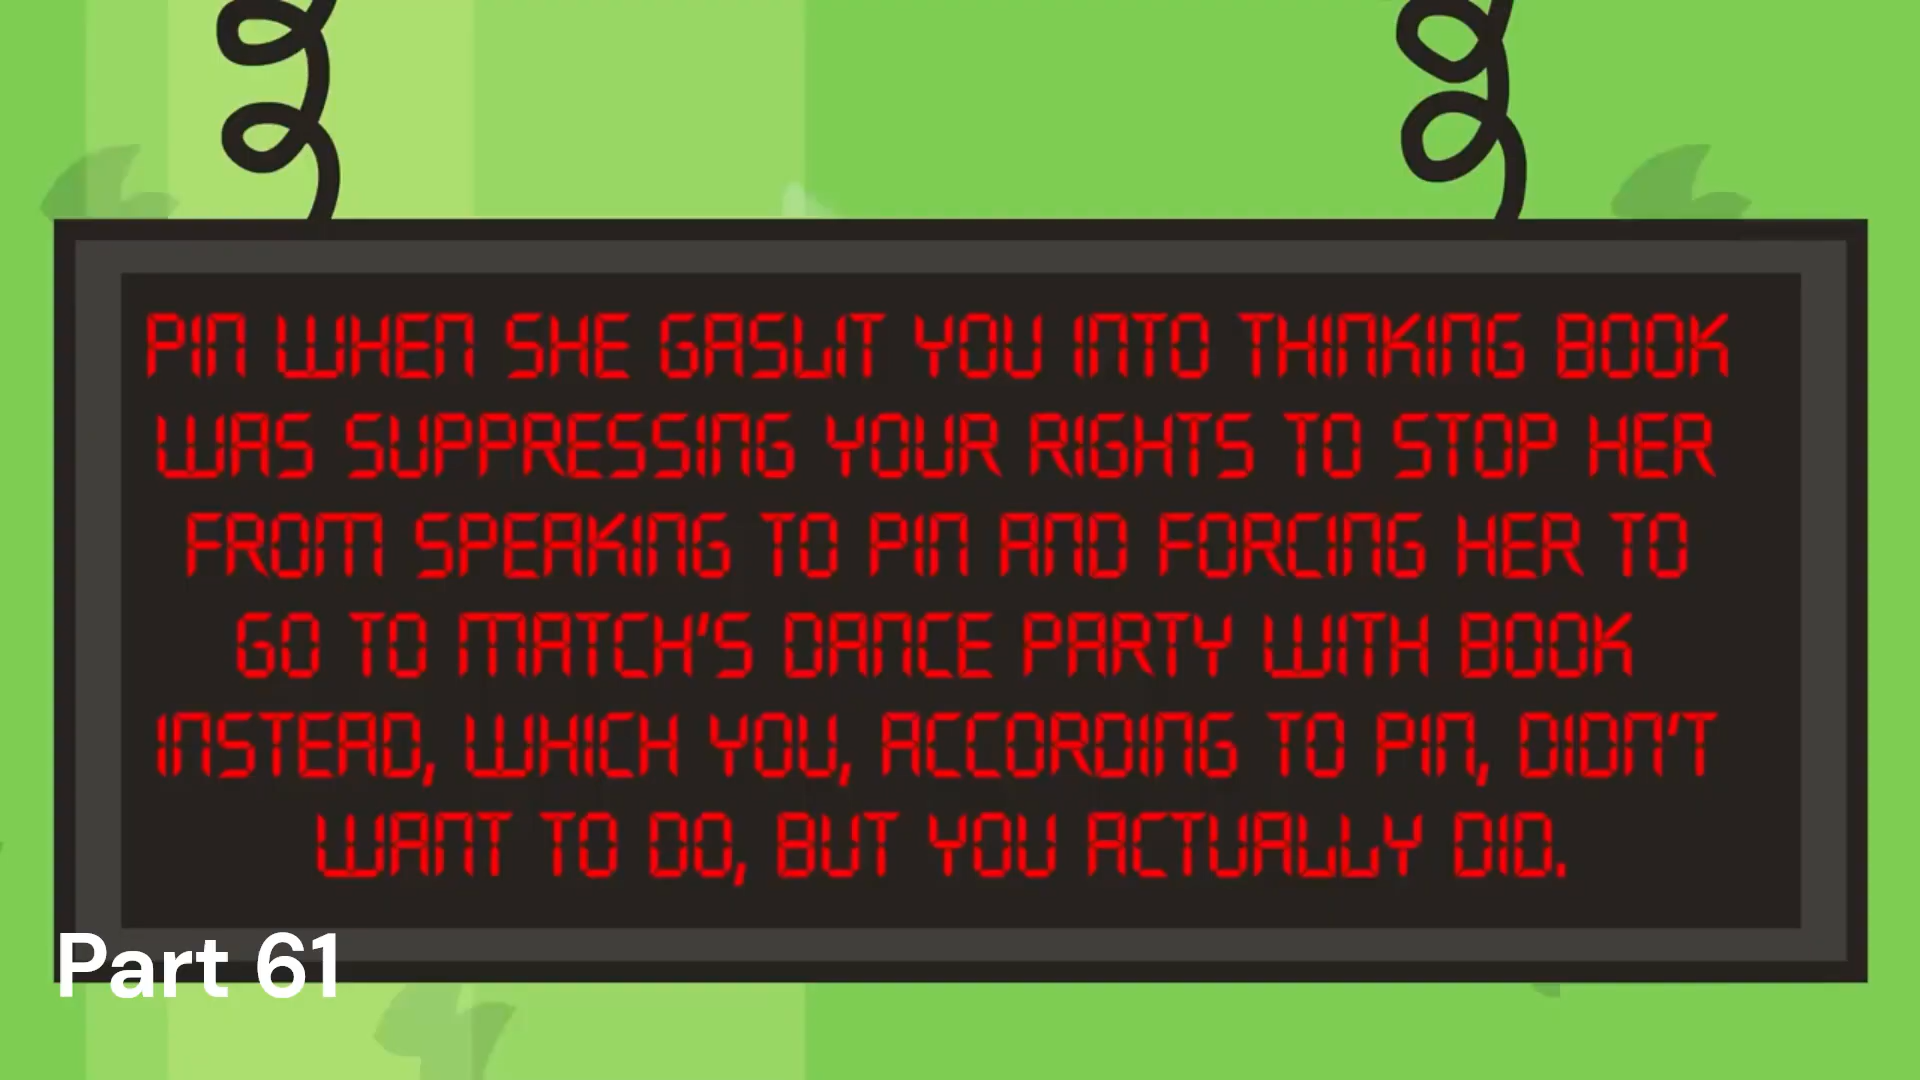 PIN WHEN SHE GASLIT YOU INTO THINKING BOOK
WAS SUPPRESSING YOUR RIGHTS TO STOP HER
FROM SPEAKING TO PIN AND FORCING HER TO
GO TO MATCH'S DANCE PARTY WITH BOOK
INSTEAD, WHICH YOU, ACCORDING TO PIN, DIDN'T
WANT TO DO, BUT YOU ACTUALLY DID.
Part 61